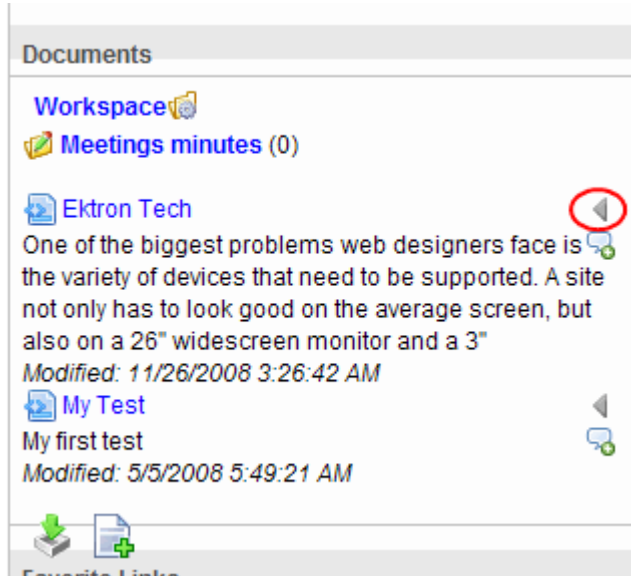 Documents
Workspace
Meetings minutes (0)
Ektron Tech
One of the biggest problems web designers face is
the variety of devices that need to be supported. A site
not only has to look good on the average screen, but
also on a 26" widescreen monitor and a 3"
Modified: 11/26/2008 3:26:42 AM
My Test
My first test
Modified: 5/5/2008 5:49:21 AM
Favorite Links